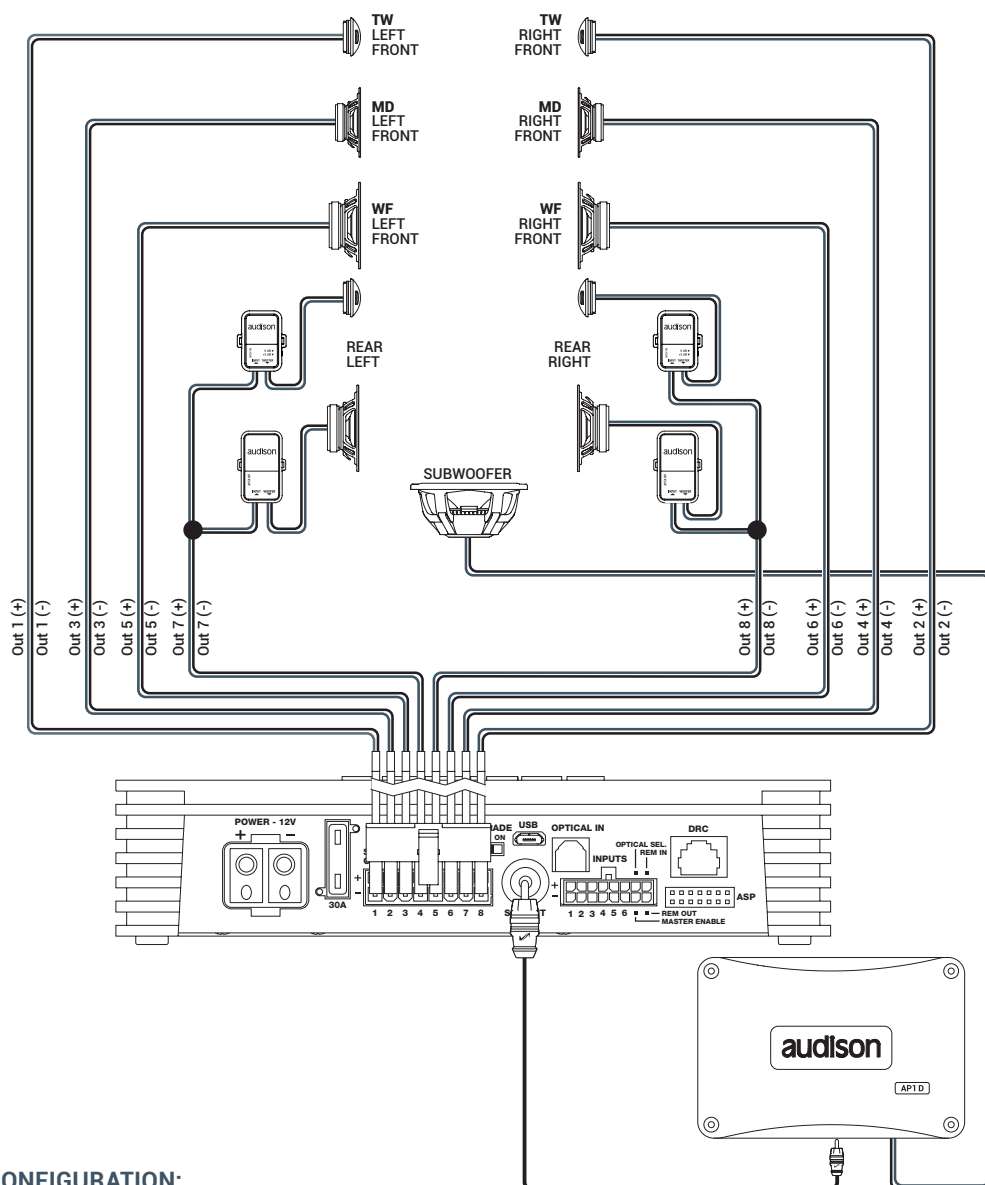 TW
LEFT
FRONT
TW
RIGHT
FRONT
MD
LEFT
FRONT
MD
RIGHT
FRONT
WF
LEFT
FRONT
WF
RIGHT
FRONT
audison
audison
REAR
LEFT
REAR
RIGHT
audison
audison
SUBWOOFER
Out 1 (+)
Out 1 (-)
Out 3 (+)
Out 3 (-)
Out 5 (+)
Out 5 (-)
Out 7 (+)
Out 7 (-)
Out 8 (+)
Out 8 (-)
Out 6 (+)
Out 6 (-)
Out 4 (+)
Out 4 (-)
Out 2 (+)
Out 2 (-)
POWER - 12V
+ -
30A
+
-
1 2 3 4 5 6 7 8
ON
USB
OPTICAL IN
OPTICAL SEL.
REM IN
INPUTS
+
-
1 2 3 4 5 6
REM OUT
MASTER ENABLE
DRC
ASP
audison
AP1 D
ONFIGURATION: